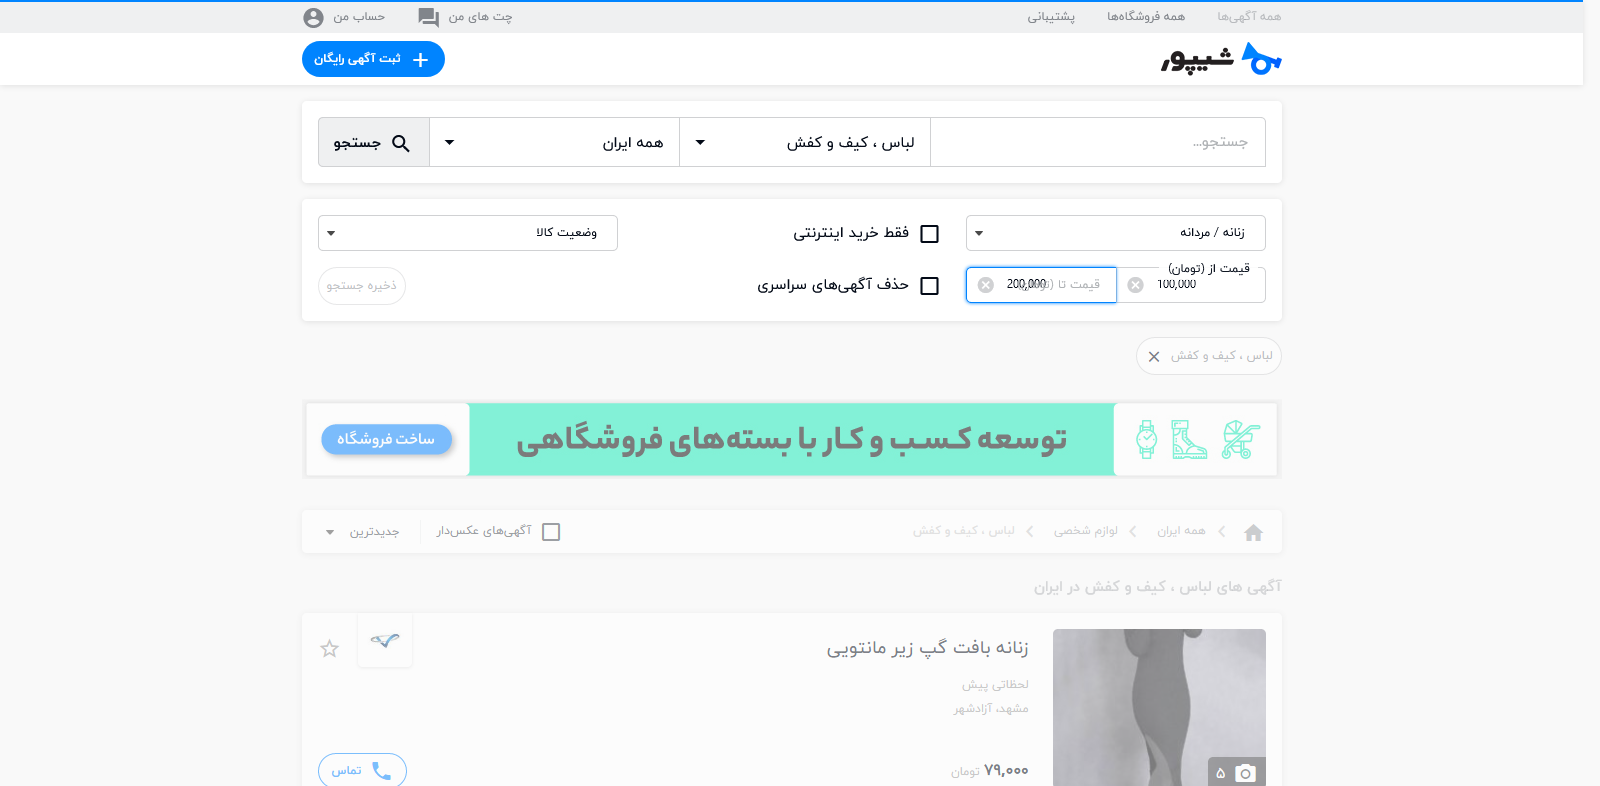 همه آگهی‌ها همه فروشگاه‌ها پشتیبانی چت های من حساب من
شیپور ثبت آگهی رایگان
جستجو... لباس ، کیف و کفش همه ایران جستجو
زنانه / مردانه فقط خرید اینترنتی وضعیت کالا
قیمت از (تومان)
100,000 قیمت تا (تومان) 200,000 حذف آگهی‌های سراسری ذخیره جستجو
لباس ، کیف و کفش
توسعه کسب و کار با بسته‌های فروشگاهی ساخت فروشگاه
همه ایران لوازم شخصی لباس ، کیف و کفش آگهی‌های عکس‌دار جدیدترین
آگهی های لباس ، کیف و کفش در ایران
زنانه بافت گپ زیر مانتویی
لحظاتی پیش
مشهد، آزادشهر
۷۹,۰۰۰ تومان تماس
۵